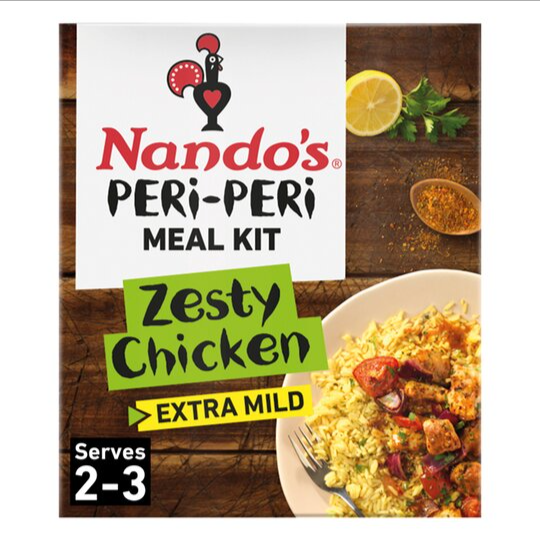 Nando's®
PERi-PERi
MEAL KIT
Zesty
Chicken
EXTRA MILD
Serves
2-3